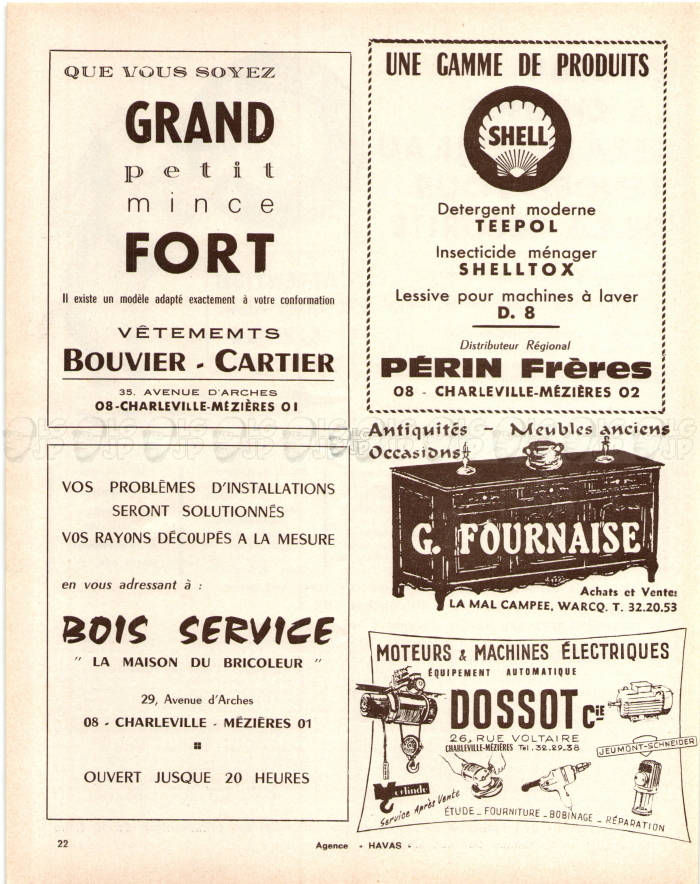 QUE VOUS SOYEZ
GRAND
petit
mince
FORT
Il existe un modèle adapté exactement à votre conformation
VÊTEMEMTS
BOUVIER - CARTIER
35. AVENUE D'ARCHES
08-CHARLEVILLE-MÉZIÈRES 01
VOS PROBLÈMES D'INSTALLATIONS
SERONT SOLUTIONNÉS
VOS RAYONS DÉCOUPÉS A LA MESURE
en vous adressant à :
BOIS SERVICE
" LA MAISON DU BRICOLEUR "
29, Avenue d'Arches
08 - CHARLEVILLE - MÉZIÈRES 01
OUVERT JUSQUE 20 HEURES
UNE GAMME DE PRODUITS
SHELL
Detergent moderne
TEEPOL
Insecticide ménager
SHELLTOX
Lessive pour machines à laver
D. 8
Distributeur Régional
PÉRIN Frères
08 - CHARLEVILLE-MÉZIÈRES 02
Antiquités - Meubles anciens
Occasions
G. FOURNAISE
Achats et Vente:
LA MAL CAMPEE, WARCQ. T. 32.20.53
MOTEURS & MACHINES ÉLECTRIQUES
ÉQUIPEMENT AUTOMATIQUE
DOSSOT Cie
26, RUE VOLTAIRE
CHARLEVILLE-MÉZIÈRES Tél. 32.29.38
JEUMONT-SCHNEIDER
Verlinde
Service Après Vente
ÉTUDE _ FOURNITURE _ BOBINAGE _ RÉPARATION
22
Agence - HAVAS -